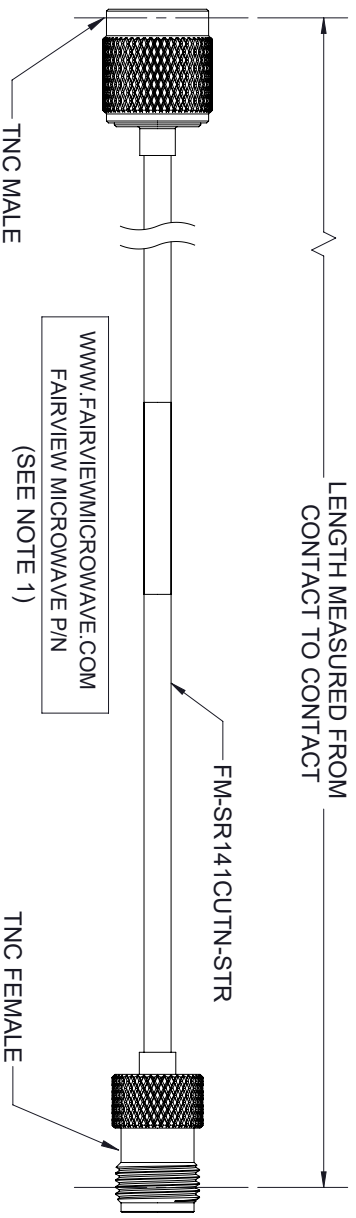 LENGTH MEASURED FROM
CONTACT TO CONTACT
FM-SR141CUTN-STR
TNC MALE
WWW.FAIRVIEWMICROWAVE.COM
FAIRVIEW MICROWAVE P/N
(SEE NOTE 1)
TNC FEMALE